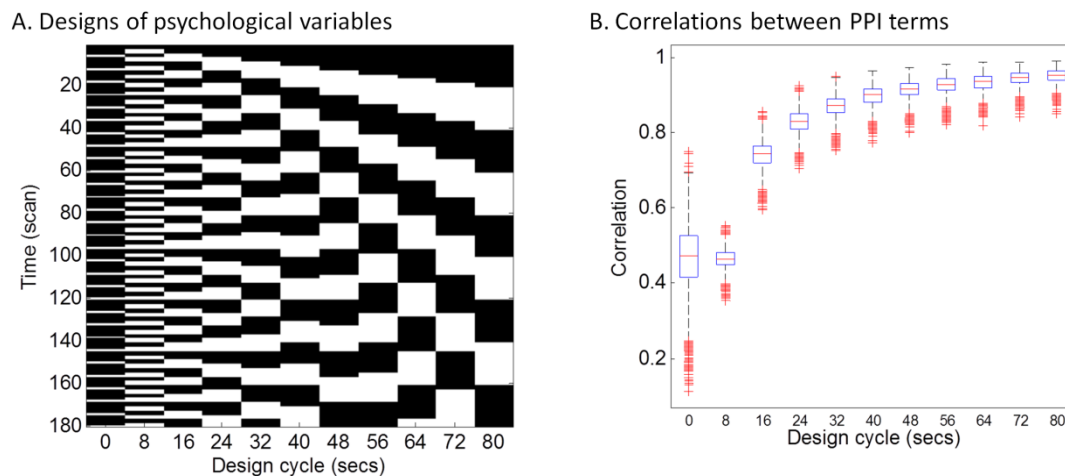 A. Designs of psychological variables
20
40
60
80
100
120
140
160
180
Time (scan)
0 8 16 24 32 40 48 56 64 72 80
Design cycle (secs)
B. Correlations between PPI terms
1
0.8
0.6
0.4
0.2
Correlation
0 8 16 24 32 40 48 56 64 72 80
Design cycle (secs)